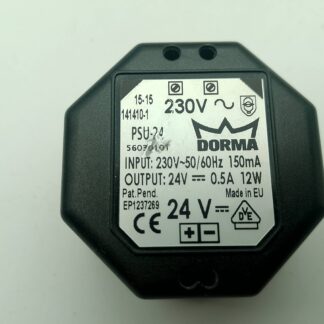 15-15
141410-1
230V ~
PSU-24
DORMA
INPUT: 230V~50/60Hz 150mA
OUTPUT: 24V⎓ 0.5A 12W
Pat. Pend. Made in EU
EP1237269
CE 24 V⎓
VDE
+ −